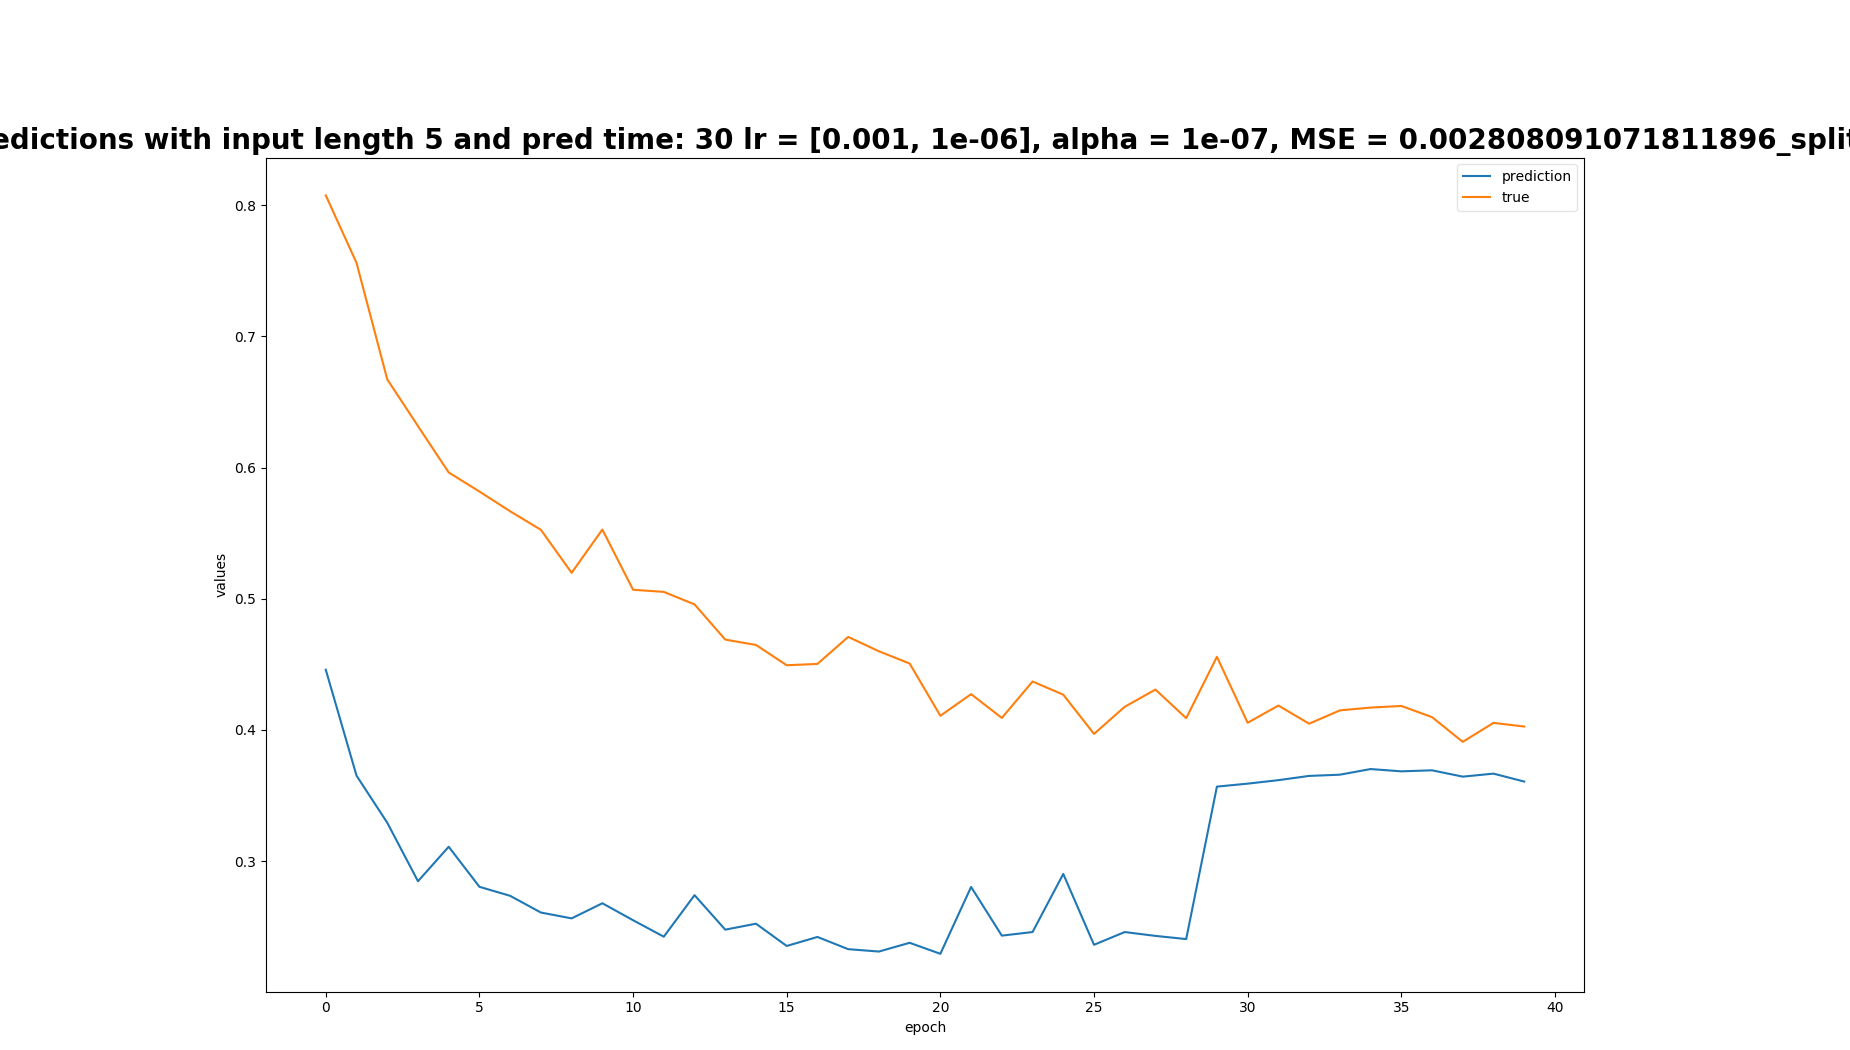 edictions with input length 5 and pred time: 30 lr = [0.001, 1e-06], alpha = 1e-07, MSE = 0.002808091071811896_split
prediction
true
0.8
0.7
0.6
0.5
0.4
0.3
values
0 5 10 15 20 25 30 35 40
epoch